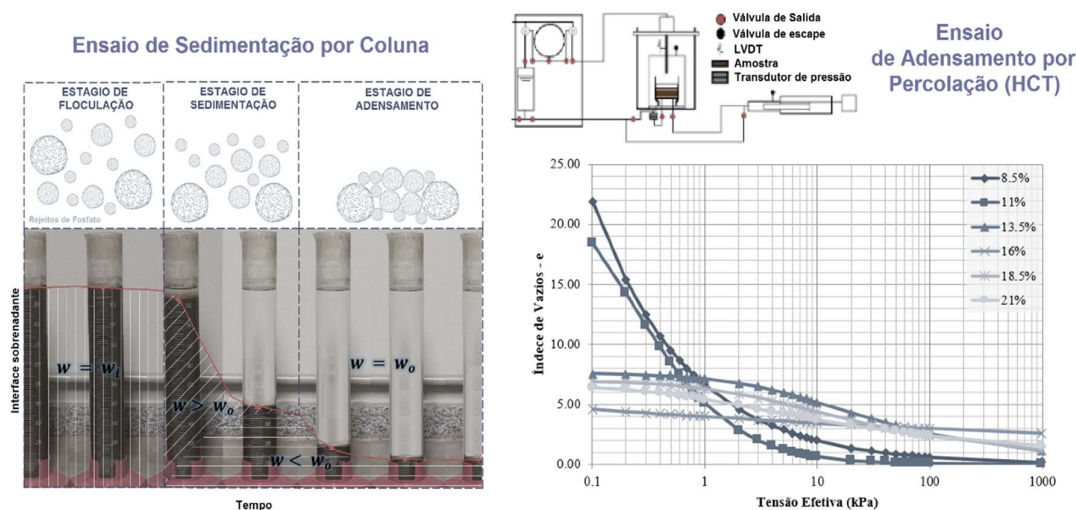 Ensaio de Sedimentação por Coluna
ESTAGIO DE
FLOCULAÇÃO
ESTAGIO DE
SEDIMENTAÇÃO
ESTAGIO DE
ADENSAMENTO
Rejeitos de Fosfato
Interface sobrenadante
w = wᵢ
w > wₒ
w = wₒ
w < wₒ
Tempo
Válvula de Salida
Válvula de escape
LVDT
Amostra
Transdutor de pressão
Ensaio
de Adensamento por
Percolação (HCT)
Índece de Vazios - e
25.00
20.00
15.00
10.00
5.00
0.00
0.1
1
10
100
1000
Tensão Efetiva (kPa)
8.5%
11%
13.5%
16%
18.5%
21%